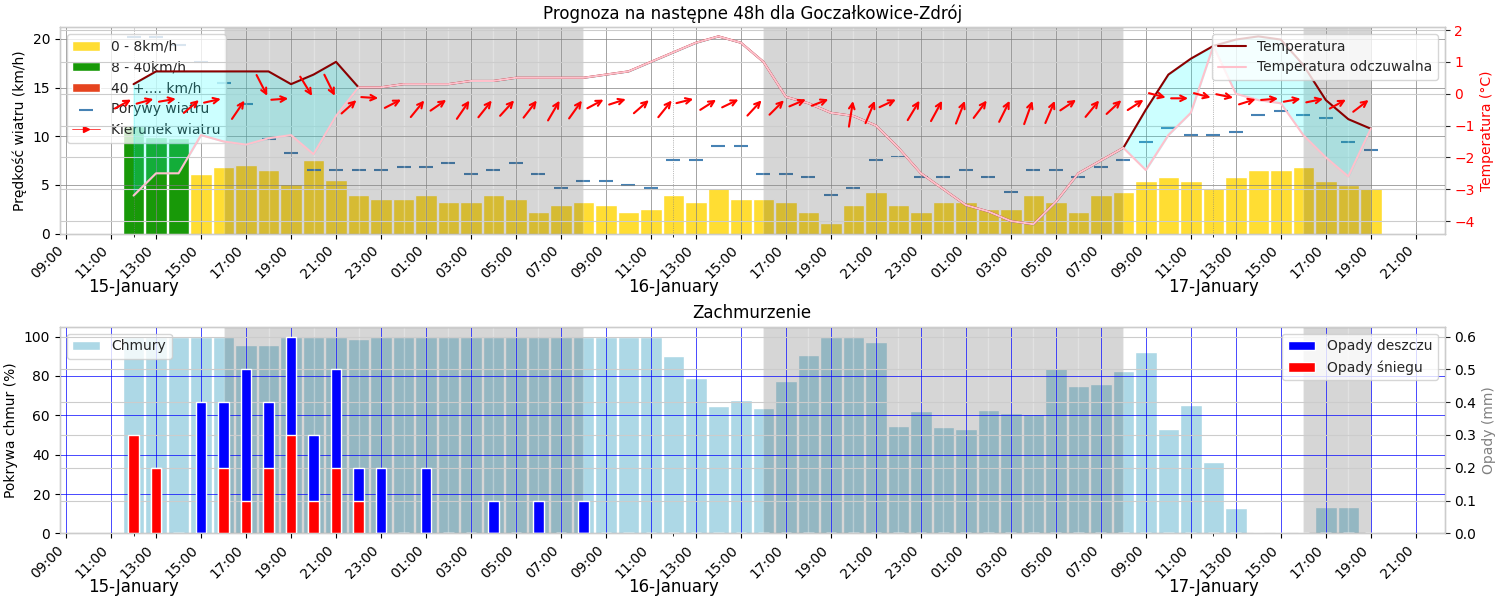 Prognoza na następne 48h dla Goczałkowice-Zdrój
Prędkość wiatru (km/h)
20
15
10
5
0
0 - 8km/h
8 - 40km/h
40 +.... km/h
Porywy wiatru
Kierunek wiatru
Temperatura
Temperatura odczuwalna
2
1
0
−1
−2
−3
−4
Temperatura (°C)
09:00 11:00 13:00 15:00 17:00 19:00 21:00 23:00 01:00 03:00 05:00 07:00 09:00 11:00 13:00 15:00 17:00 19:00 21:00 23:00 01:00 03:00 05:00 07:00 09:00 11:00 13:00 15:00 17:00 19:00 21:00
15-January 16-January 17-January
Zachmurzenie
Pokrywa chmur (%)
100
80
60
40
20
0
Chmury
Opady deszczu
Opady śniegu
0.6
0.5
0.4
0.3
0.2
0.1
0.0
Opady (mm)
09:00 11:00 13:00 15:00 17:00 19:00 21:00 23:00 01:00 03:00 05:00 07:00 09:00 11:00 13:00 15:00 17:00 19:00 21:00 23:00 01:00 03:00 05:00 07:00 09:00 11:00 13:00 15:00 17:00 19:00 21:00
15-January 16-January 17-January